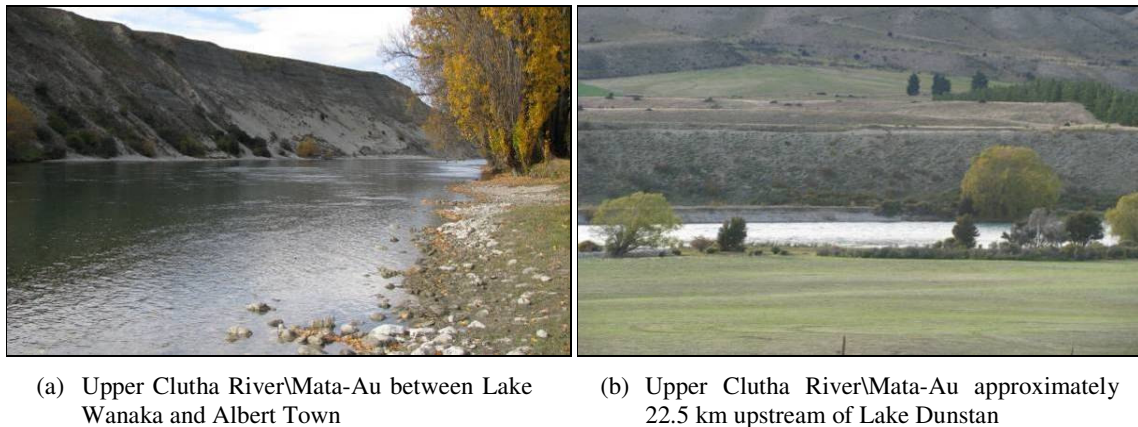 (a) Upper Clutha River\Mata-Au between Lake
Wanaka and Albert Town
(b) Upper Clutha River\Mata-Au approximately
22.5 km upstream of Lake Dunstan